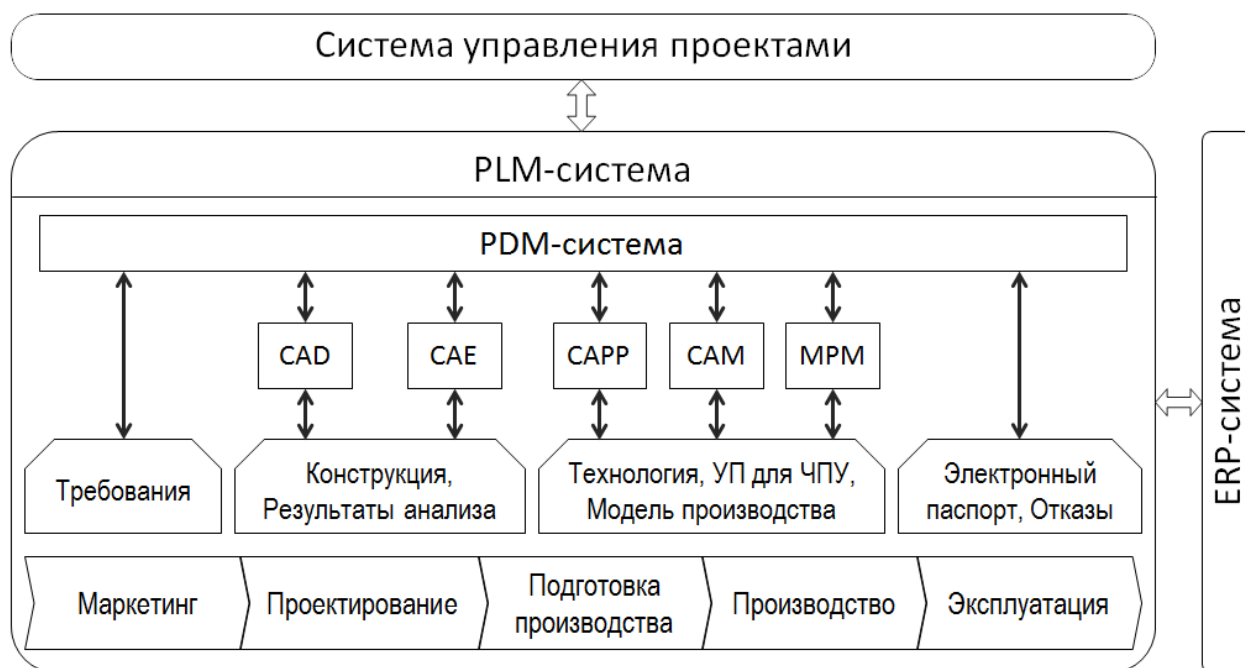 Система управления проектами
PLM-система
PDM-система
CAD
CAE
CAPP
CAM
MPM
Требования
Конструкция,
Результаты анализа
Технология, УП для ЧПУ,
Модель производства
Электронный
паспорт, Отказы
Маркетинг
Проектирование
Подготовка
производства
Производство
Эксплуатация
ERP-система